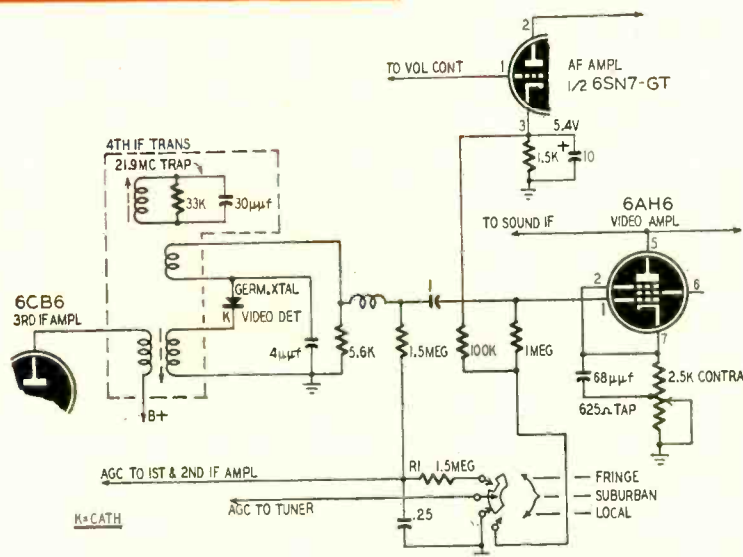 2
TO VOL CONT
1
AF AMPL
1/2 6SN7-GT
3
5.4V
+
1.5K
10
4TH IF TRANS
21.9MC TRAP
33K
30μμf
6AH6
VIDEO AMPL
TO SOUND IF
5
2
6
1
7
GERM. XTAL
K
VIDEO DET
6CB6
3RD IF AMPL
1
4μμf
5.6K
1.5MEG
100K
1MEG
68μμf
2.5K CONTRA
625Ω TAP
B+
R1 1.5MEG
AGC TO 1ST & 2ND IF AMPL
FRINGE
SUBURBAN
LOCAL
AGC TO TUNER
.25
K=CATH